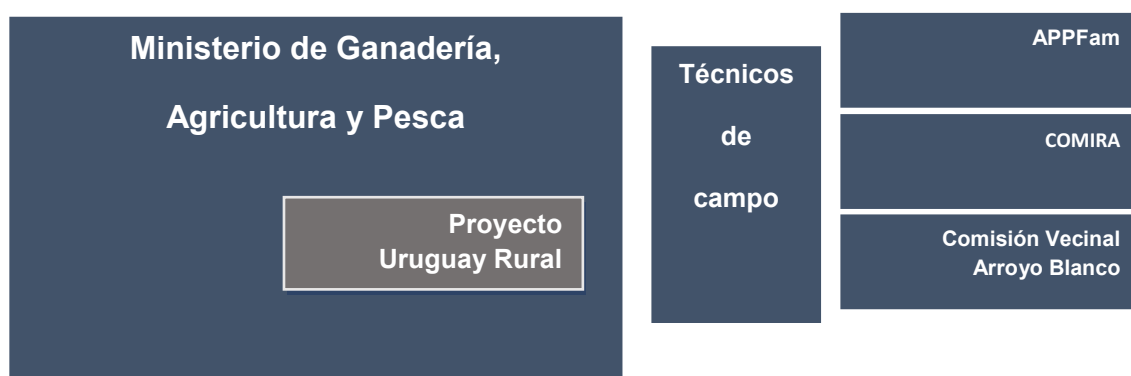 Ministerio de Ganadería,
Agricultura y Pesca
Proyecto
Uruguay Rural
Técnicos
de
campo
APPFam
COMIRA
Comisión Vecinal
Arroyo Blanco